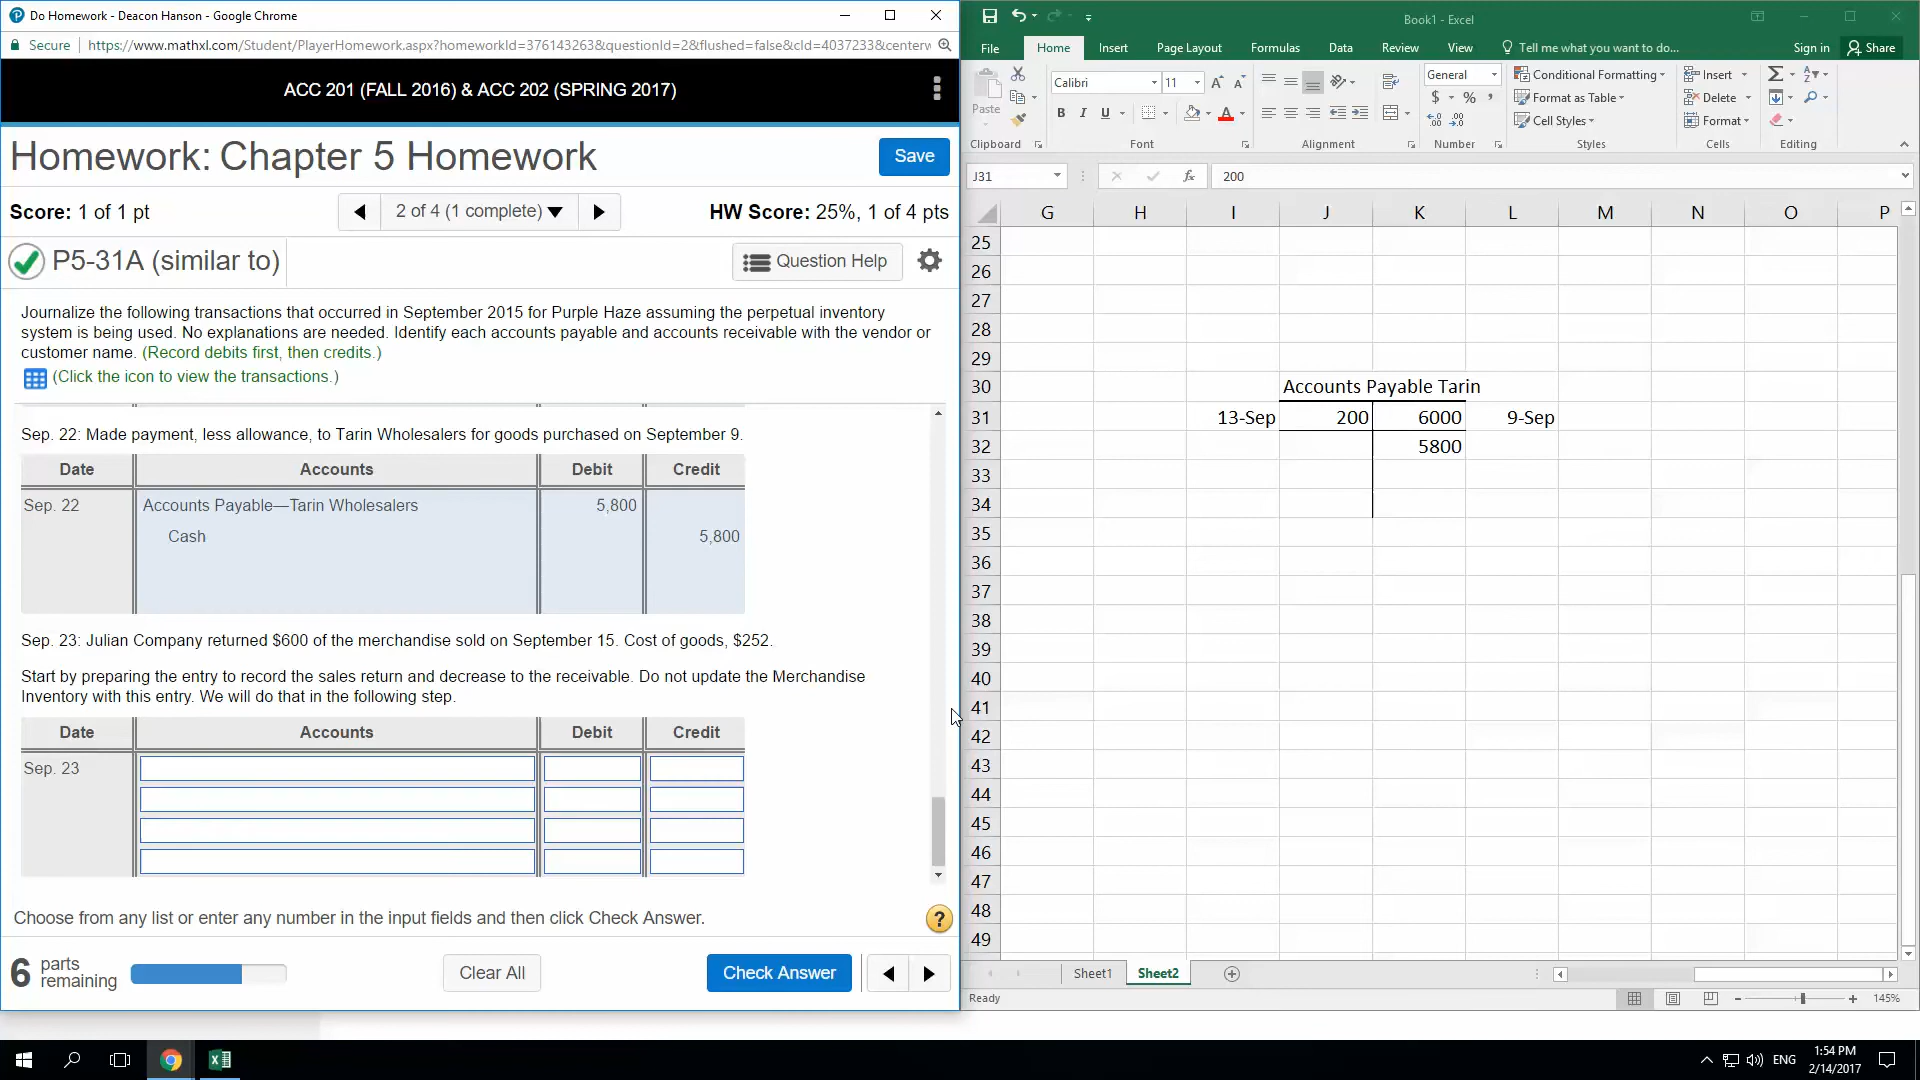 Do Homework - Deacon Hanson - Google Chrome
Secure | https://www.mathxl.com/Student/PlayerHomework.aspx?homeworkId=376143263&questionId=2&flushed=false&cId=4037233&centerw
ACC 201 (FALL 2016) & ACC 202 (SPRING 2017)
Homework: Chapter 5 Homework
Save
Score: 1 of 1 pt
2 of 4 (1 complete)
HW Score: 25%, 1 of 4 pts
P5-31A (similar to)
Question Help
Journalize the following transactions that occurred in September 2015 for Purple Haze assuming the perpetual inventory
system is being used. No explanations are needed. Identify each accounts payable and accounts receivable with the vendor or
customer name. (Record debits first, then credits.)
(Click the icon to view the transactions.)
Sep. 22: Made payment, less allowance, to Tarin Wholesalers for goods purchased on September 9.
Date Accounts Debit Credit
Sep. 22 Accounts Payable—Tarin Wholesalers 5,800
Cash 5,800
Sep. 23: Julian Company returned $600 of the merchandise sold on September 15. Cost of goods, $252.
Start by preparing the entry to record the sales return and decrease to the receivable. Do not update the Merchandise
Inventory with this entry. We will do that in the following step.
Date Accounts Debit Credit
Sep. 23
Choose from any list or enter any number in the input fields and then click Check Answer.
?
6 parts
remaining
Clear All
Check Answer
Book1 - Excel
File Home Insert Page Layout Formulas Data Review View Tell me what you want to do... Sign in Share
Paste
Calibri 11
B I U A
General
$ % ,
Conditional Formatting
Format as Table
Cell Styles
Insert
Delete
Format
Clipboard Font Alignment Number Styles Cells Editing
J31 fx 200
G H I J K L M N O P
25
26
27
28
29
30 Accounts Payable Tarin
31 13-Sep 200 6000 9-Sep
32 5800
33
34
35
36
37
38
39
40
41
42
43
44
45
46
47
48
49
Sheet1 Sheet2
Ready
145%
ENG
1:54 PM
2/14/2017